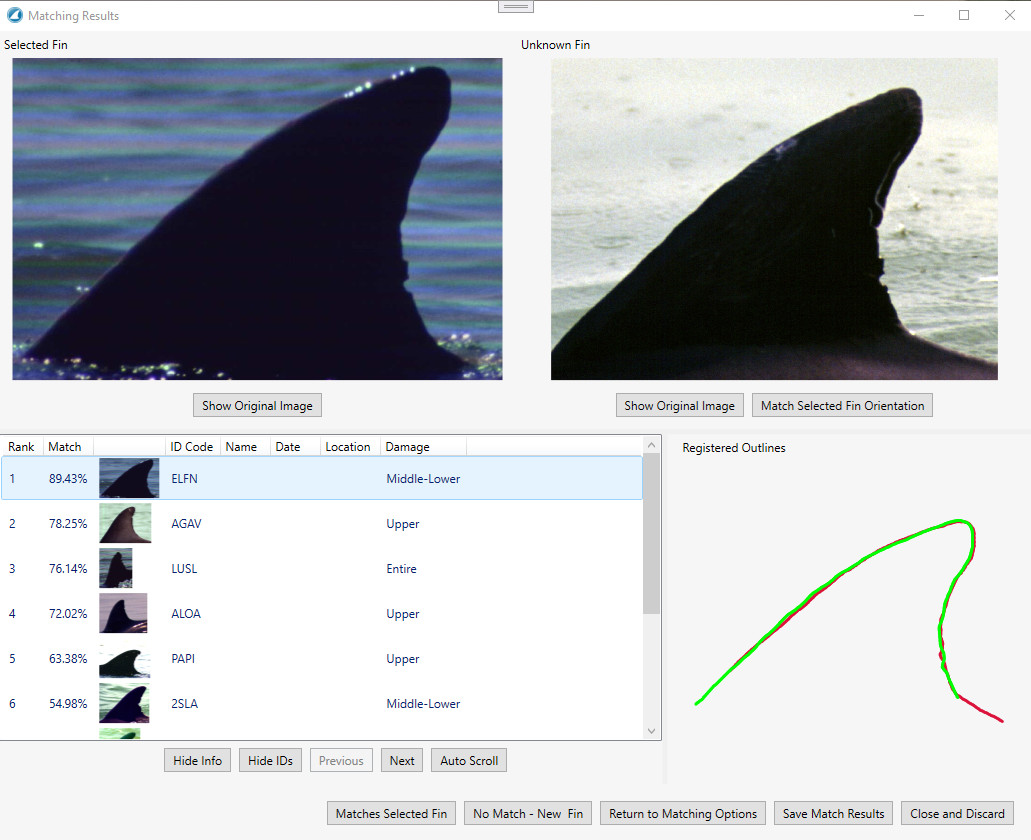 Matching Results
Selected Fin
Unknown Fin
Show Original Image
Show Original Image
Match Selected Fin Orientation
Rank Match ID Code Name Date Location Damage
1 89.43% ELFN Middle-Lower
2 78.25% AGAV Upper
3 76.14% LUSL Entire
4 72.02% ALOA Upper
5 63.38% PAPI Upper
6 54.98% 2SLA Middle-Lower
Registered Outlines
Hide Info
Hide IDs
Previous
Next
Auto Scroll
Matches Selected Fin
No Match - New Fin
Return to Matching Options
Save Match Results
Close and Discard